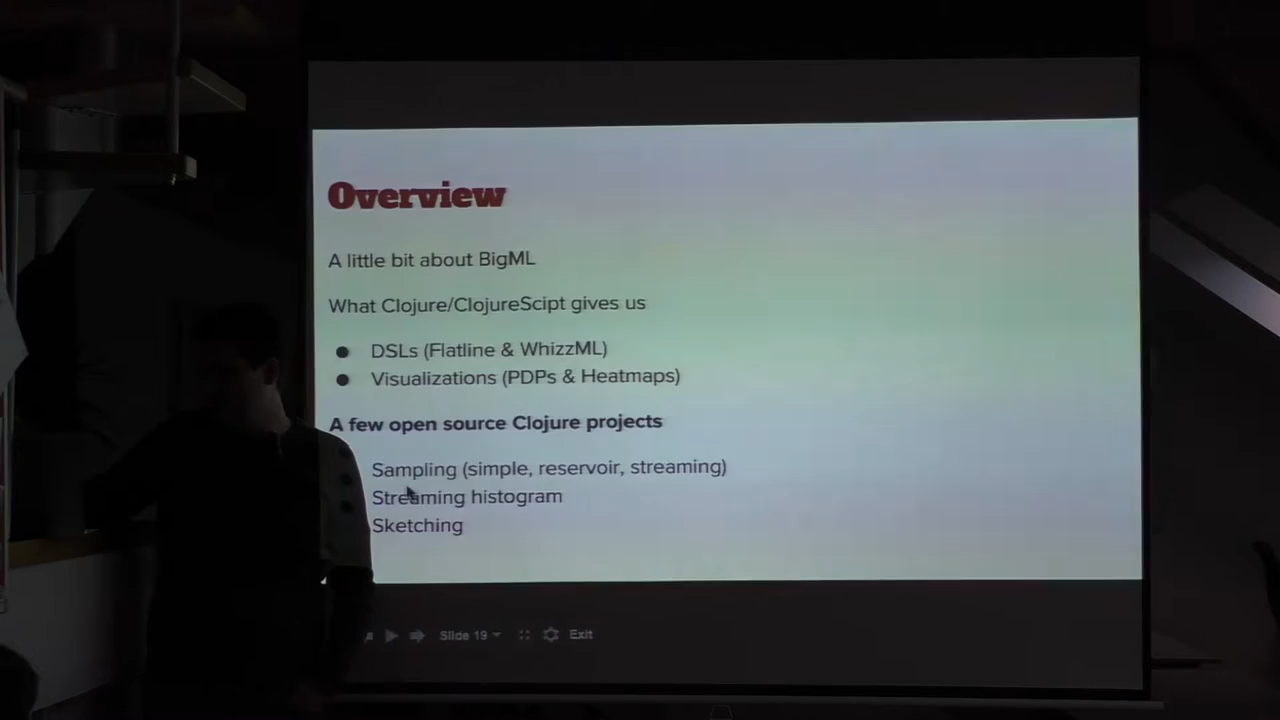 Overview
A little bit about BigML
What Clojure/ClojureScipt gives us
DSLs (Flatline & WhizzML)
Visualizations (PDPs & Heatmaps)
A few open source Clojure projects
Sampling (simple, reservoir, streaming)
Streaming histogram
Sketching
Slide 19
Exit